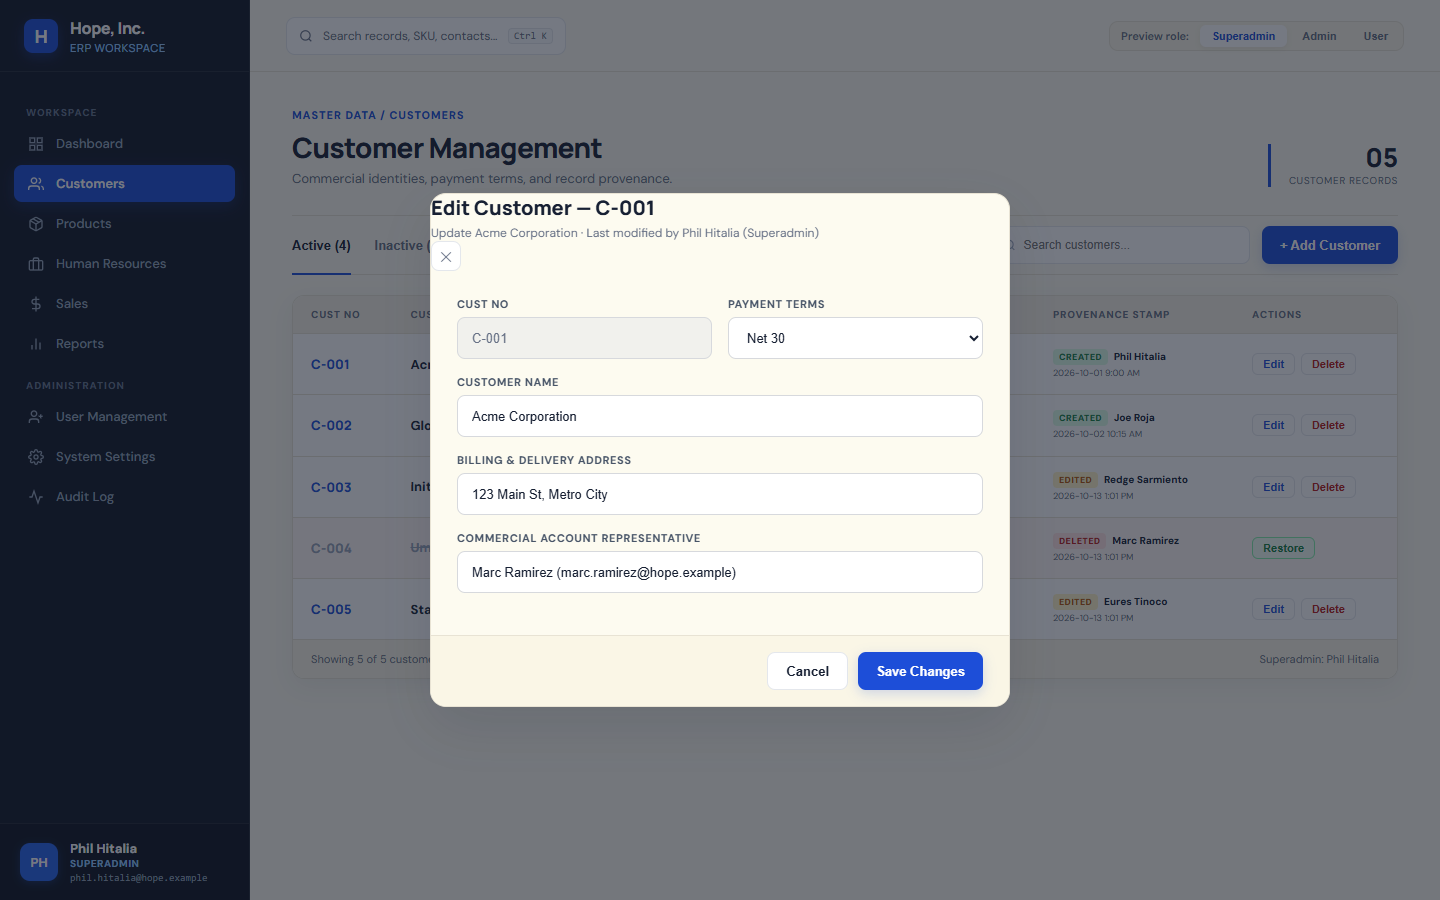 H
Hope, Inc.
ERP WORKSPACE
Search records, SKU, contacts...
Ctrl K
Preview role:
Superadmin
Admin
User
WORKSPACE
Dashboard
Customers
Products
Human Resources
Sales
Reports
ADMINISTRATION
User Management
System Settings
Audit Log
PH
Phil Hitalia
SUPERADMIN
phil.hitalia@hope.example
MASTER DATA / CUSTOMERS
Customer Management
Commercial identities, payment terms, and record provenance.
05
CUSTOMER RECORDS
Active (4)
Inactive (
Search customers...
+ Add Customer
CUST NO
PROVENANCE STAMP
ACTIONS
C-001
CREATED Phil Hitalia
2026-10-01 9:00 AM
Edit
Delete
C-002
CREATED Joe Roja
2026-10-02 10:15 AM
Edit
Delete
C-003
EDITED Redge Sarmiento
2026-10-13 1:01 PM
Edit
Delete
C-004
DELETED Marc Ramirez
2026-10-13 1:01 PM
Restore
C-005
EDITED Eures Tinoco
2026-10-13 1:01 PM
Edit
Delete
Showing 5 of 5
Superadmin: Phil Hitalia
Edit Customer — C-001
Update Acme Corporation · Last modified by Phil Hitalia (Superadmin)
CUST NO
C-001
PAYMENT TERMS
Net 30
CUSTOMER NAME
Acme Corporation
BILLING & DELIVERY ADDRESS
123 Main St, Metro City
COMMERCIAL ACCOUNT REPRESENTATIVE
Marc Ramirez (marc.ramirez@hope.example)
Cancel
Save Changes